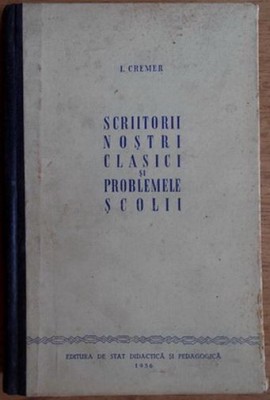 I. CREMER
SCRIITORII
NOȘTRI
CLASICI
ȘI
PROBLEMELE
ȘCOLII
EDITURA DE STAT DIDACTICĂ ȘI PEDAGOGICĂ
1956